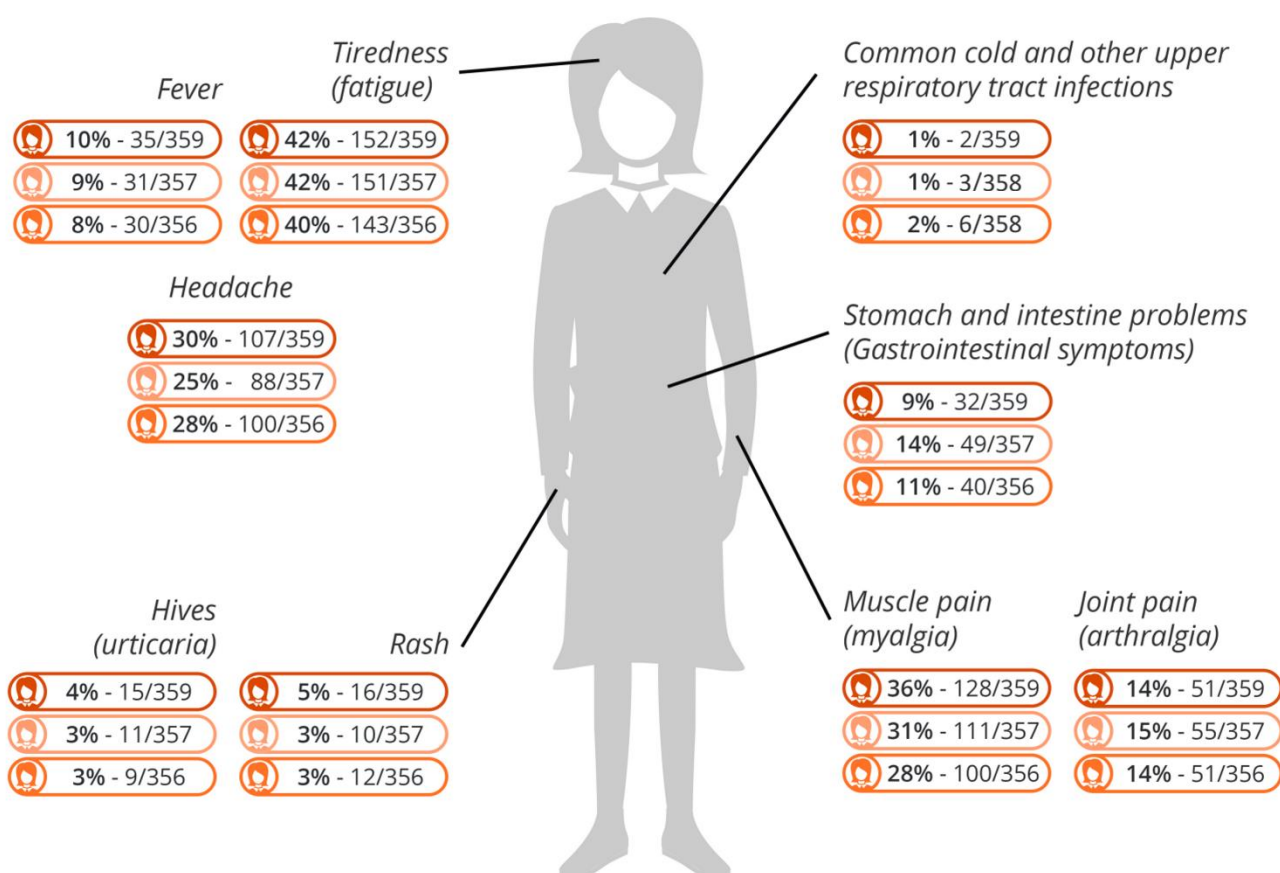 Tiredness
(fatigue)
Fever
10% - 35/359
9% - 31/357
8% - 30/356
42% - 152/359
42% - 151/357
40% - 143/356
Headache
30% - 107/359
25% - 88/357
28% - 100/356
Common cold and other upper
respiratory tract infections
1% - 2/359
1% - 3/358
2% - 6/358
Stomach and intestine problems
(Gastrointestinal symptoms)
9% - 32/359
14% - 49/357
11% - 40/356
Hives
(urticaria)
4% - 15/359
3% - 11/357
3% - 9/356
Rash
5% - 16/359
3% - 10/357
3% - 12/356
Muscle pain
(myalgia)
36% - 128/359
31% - 111/357
28% - 100/356
Joint pain
(arthralgia)
14% - 51/359
15% - 55/357
14% - 51/356